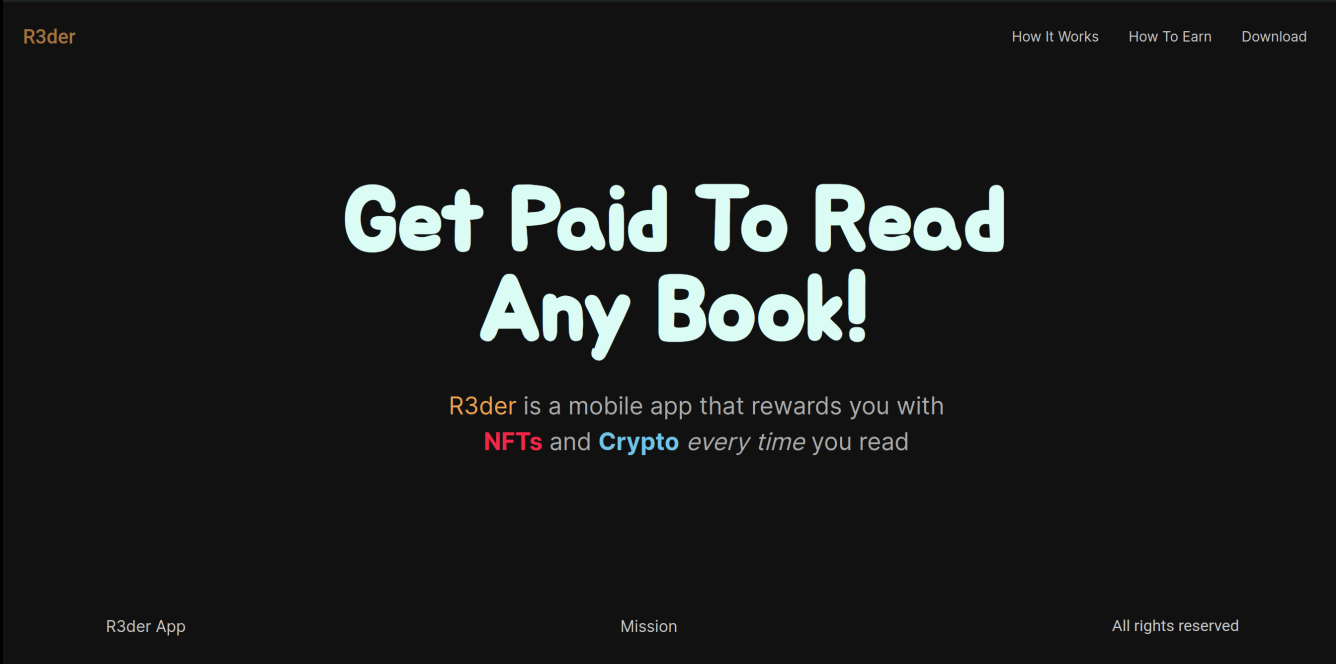 R3der
How It Works
How To Earn
Download
Get Paid To Read
Any Book!
R3der is a mobile app that rewards you with
NFTs and Crypto every time you read
R3der App
Mission
All rights reserved